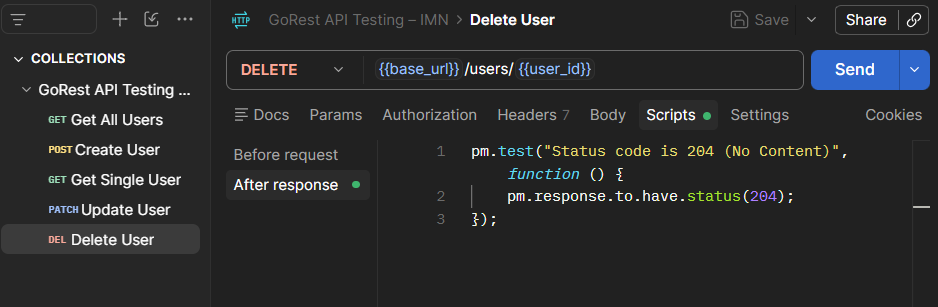 HTTP GoRest API Testing – IMN > Delete User Save Share
COLLECTIONS
GoRest API Testing ...
GET Get All Users
POST Create User
GET Get Single User
PATCH Update User
DEL Delete User
DELETE {{base_url}} /users/ {{user_id}} Send
Docs Params Authorization Headers 7 Body Scripts Settings Cookies
Before request
After response
1 pm.test("Status code is 204 (No Content)",
function () {
2 pm.response.to.have.status(204);
3 });